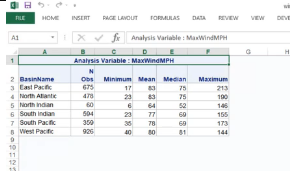 FILE HOME INSERT PAGE LAYOUT FORMULAS DATA REVIEW VIEW DEVE
A1 fx Analysis Variable : MaxWindMPH
A B C D E F G H
1 Analysis Variable : MaxWindMPH
2 BasinName N Obs Minimum Mean Median Maximum
3 East Pacific 675 17 83 75 213
4 North Atlantic 476 23 83 75 190
5 North Indian 60 6 64 52 146
6 South Indian 594 23 77 69 155
7 South Pacific 359 35 78 69 173
8 West Pacific 926 40 80 81 144
9
10
11
12